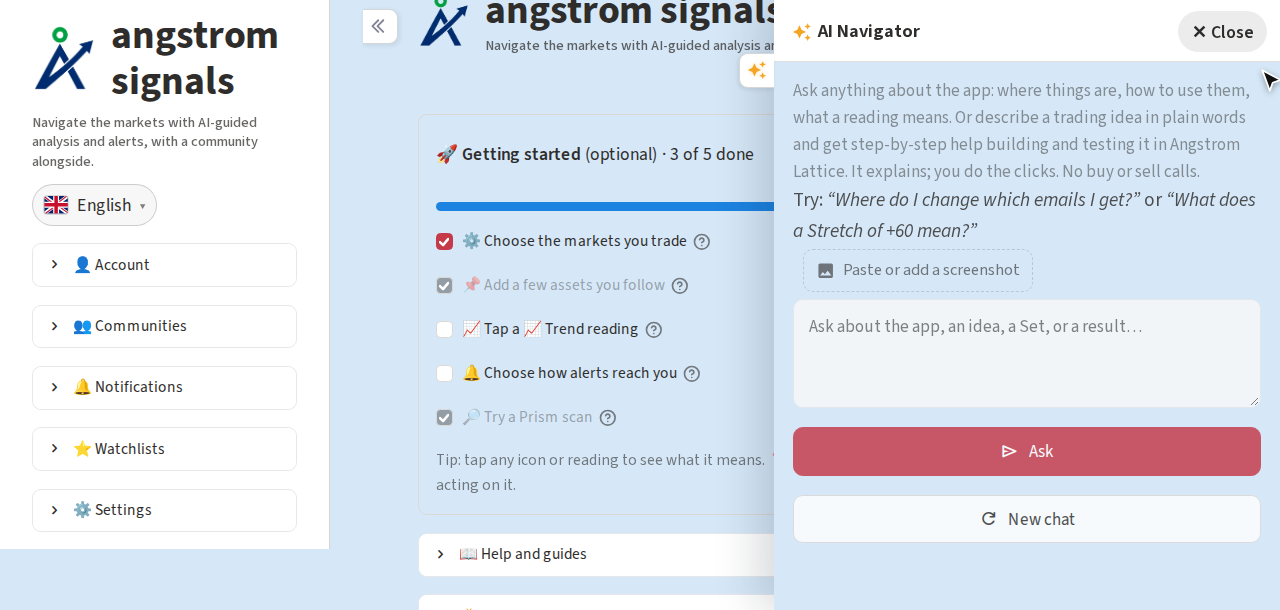 angstrom
signals
Navigate the markets with AI-guided
analysis and alerts, with a community
alongside.
English
Account
Communities
Notifications
Watchlists
Settings
angstrom signals
Navigate the markets with AI-guided analysis
Getting started (optional) · 3 of 5 done
Choose the markets you trade
Add a few assets you follow
Tap a Trend reading
Choose how alerts reach you
Try a Prism scan
Tip: tap any icon or reading to see what it means.
acting on it.
Help and guides
AI Navigator
✕ Close
Ask anything about the app: where things are, how to use them,
what a reading means. Or describe a trading idea in plain words
and get step-by-step help building and testing it in Angstrom
Lattice. It explains; you do the clicks. No buy or sell calls.
Try: “Where do I change which emails I get?” or “What does
a Stretch of +60 mean?”
Paste or add a screenshot
Ask about the app, an idea, a Set, or a result…
Ask
New chat